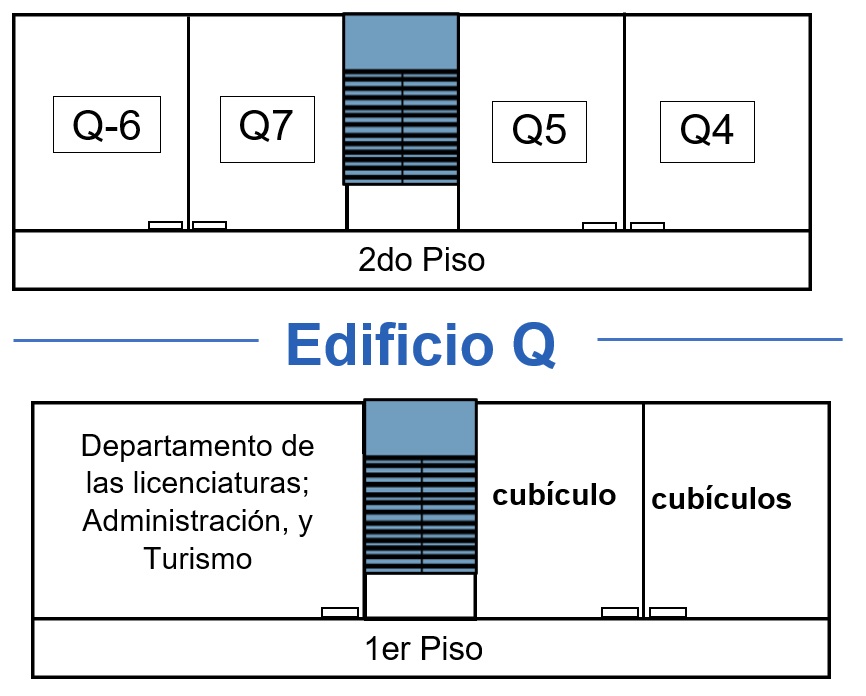 Q-6
Q7
Q5
Q4
2do Piso
Edificio Q
Departamento de
las licenciaturas;
Administración, y
Turismo
cubículo
cubículos
1er Piso